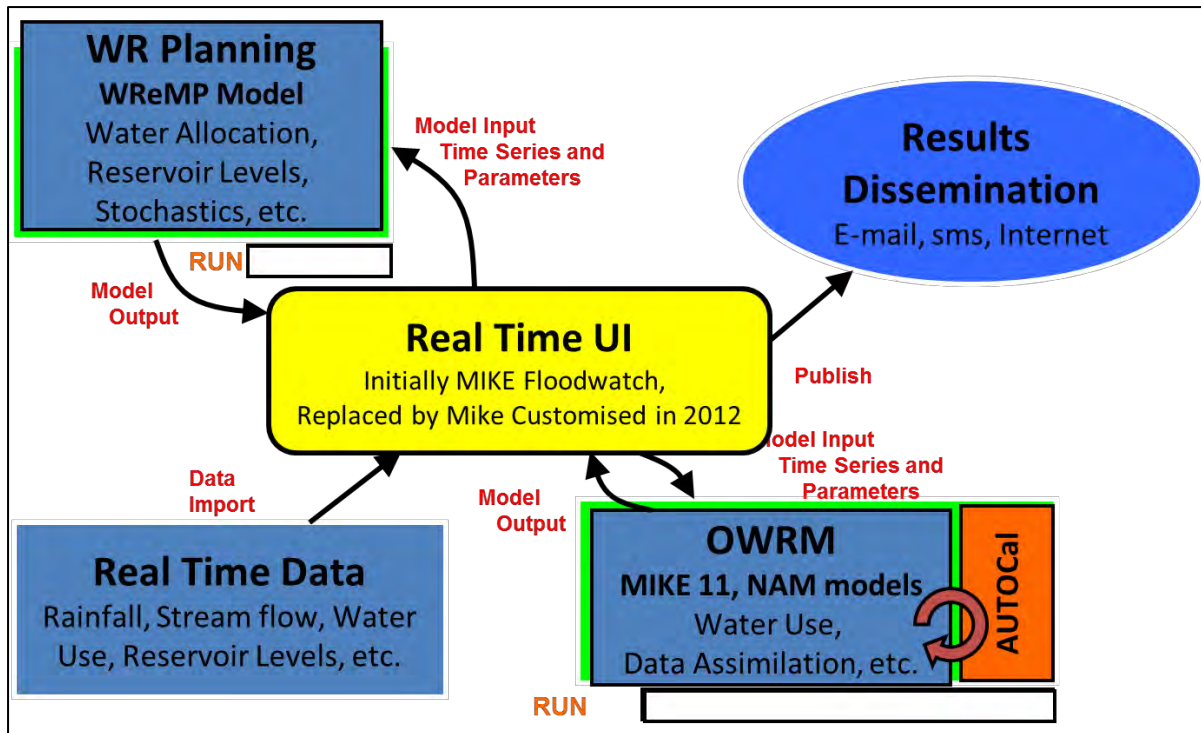 WR Planning
WReMP Model
Water Allocation,
Reservoir Levels,
Stochastics, etc.
RUN
Model Input
Time Series and
Parameters
Model
Output
Results
Dissemination
E-mail, sms, Internet
Real Time UI
Initially MIKE Floodwatch,
Replaced by Mike Customised in 2012
Publish
Data
Import
Real Time Data
Rainfall, Stream flow, Water
Use, Reservoir Levels, etc.
Model
Output
Model Input
Time Series and
Parameters
OWRM
MIKE 11, NAM models
Water Use,
Data Assimilation, etc.
AUTOCal
RUN